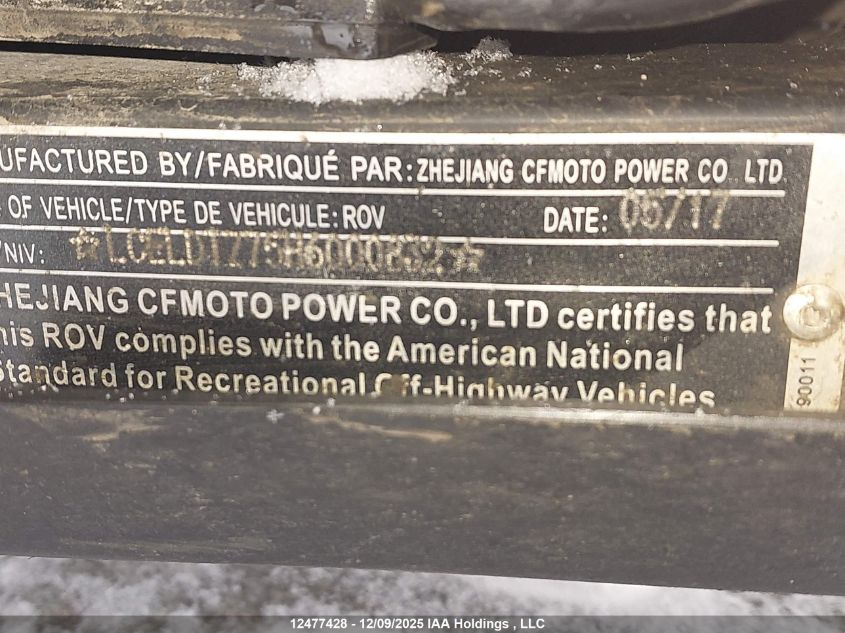 UFACTURED BY/FABRIQUÉ PAR: ZHEJIANG CFMOTO POWER CO LTD
OF VEHICLE/TYPE DE VEHICULE: ROV DATE: 06/17
/NIV:
HEJIANG CFMOTO POWER CO., LTD certifies that
his ROV complies with the American National
Standard for Recreational Off-Highway Vehicles
90011
12477428 - 12/09/2025 IAA Holdings , LLC